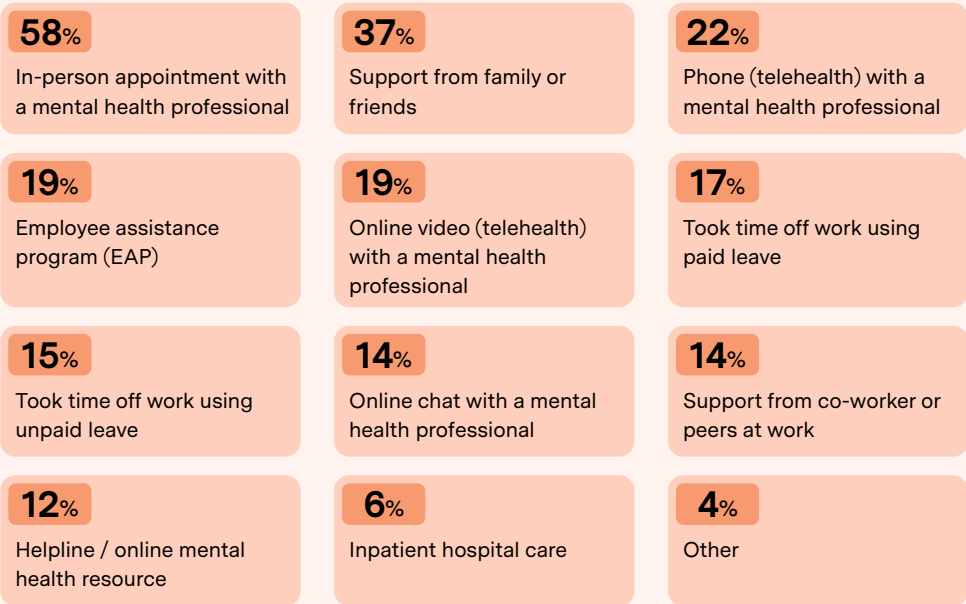 58%
In-person appointment with
a mental health professional
37%
Support from family or
friends
22%
Phone (telehealth) with a
mental health professional
19%
Employee assistance
program (EAP)
19%
Online video (telehealth)
with a mental health
professional
17%
Took time off work using
paid leave
15%
Took time off work using
unpaid leave
14%
Online chat with a mental
health professional
14%
Support from co-worker or
peers at work
12%
Helpline / online mental
health resource
6%
Inpatient hospital care
4%
Other